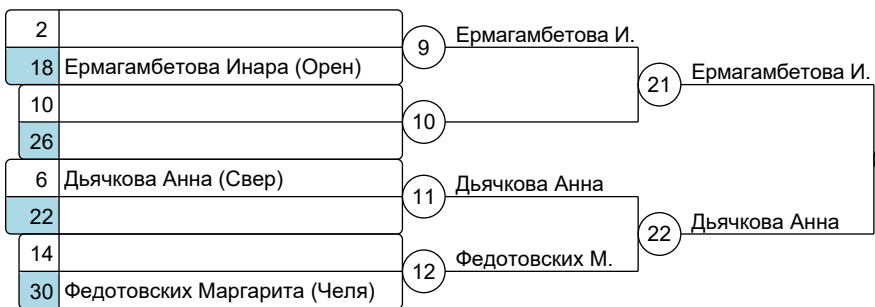 2
9
Ермагамбетова И.
18 Ермагамбетова Инара (Орен)
21
Ермагамбетова И.
10
10
26
6 Дьячкова Анна (Свер)
11
Дьячкова Анна
22
22
Дьячкова Анна
14
12
Федотовских М.
30 Федотовских Маргарита (Челя)